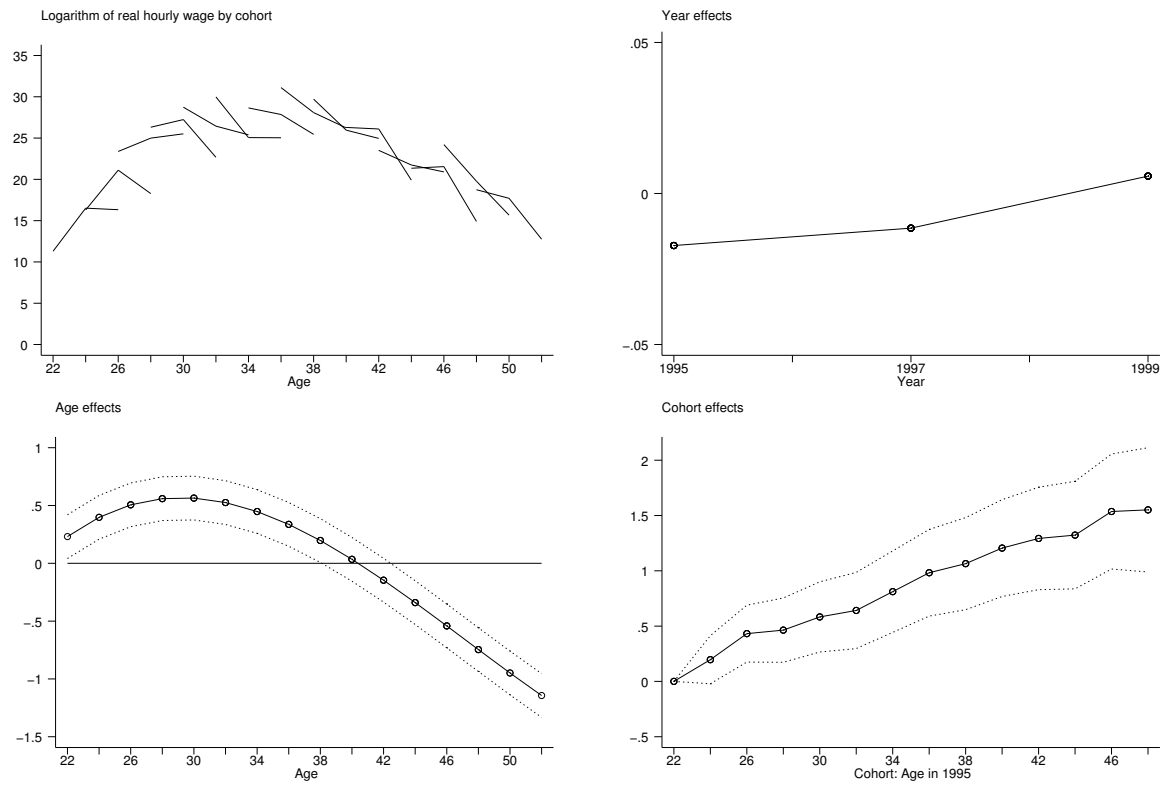 Logarithm of real hourly wage by cohort
35
30
25
20
15
10
5
0
22 26 30 34 38 42 46 50
Age
Year effects
.05
0
−.05
1995 1997 1999
Year
Age effects
1
.5
0
−.5
−1
−1.5
22 26 30 34 38 42 46 50
Age
Cohort effects
2
1.5
1
.5
0
−.5
22 26 30 34 38 42 46
Cohort: Age in 1995